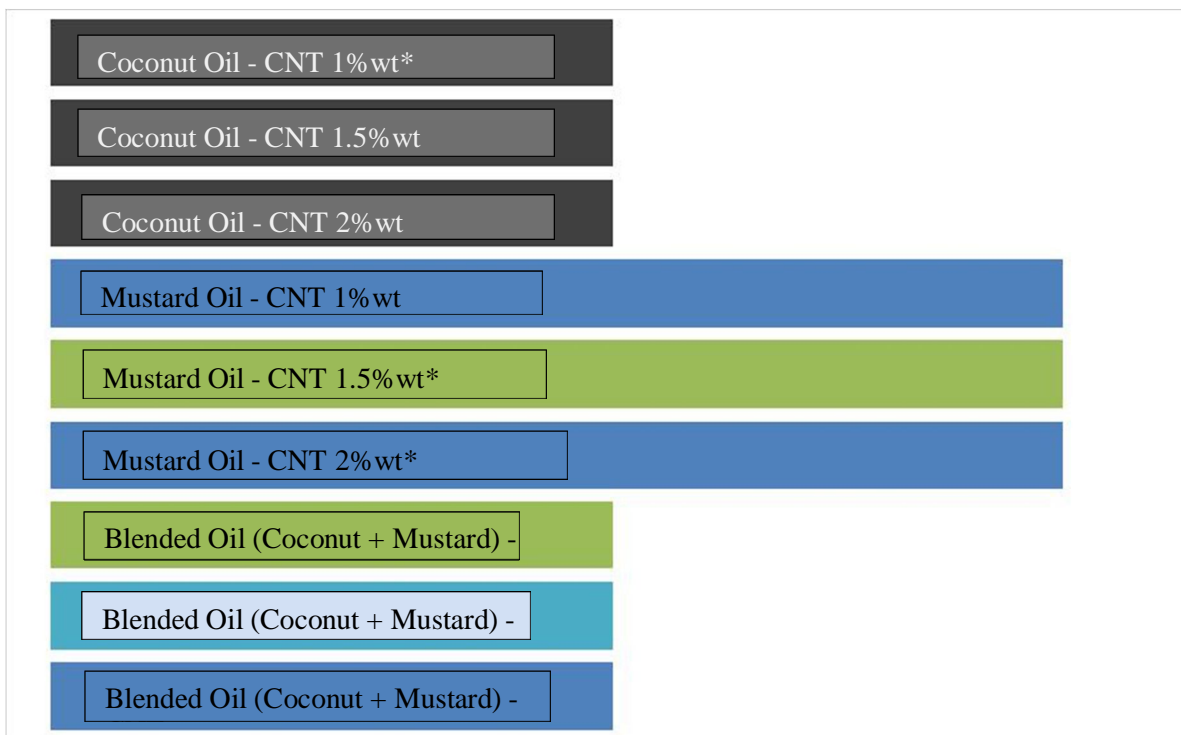 Coconut Oil - CNT 1%wt*
Coconut Oil - CNT 1.5%wt
Coconut Oil - CNT 2%wt
Mustard Oil - CNT 1%wt
Mustard Oil - CNT 1.5%wt*
Mustard Oil - CNT 2%wt*
Blended Oil (Coconut + Mustard) -
Blended Oil (Coconut + Mustard) -
Blended Oil (Coconut + Mustard) -